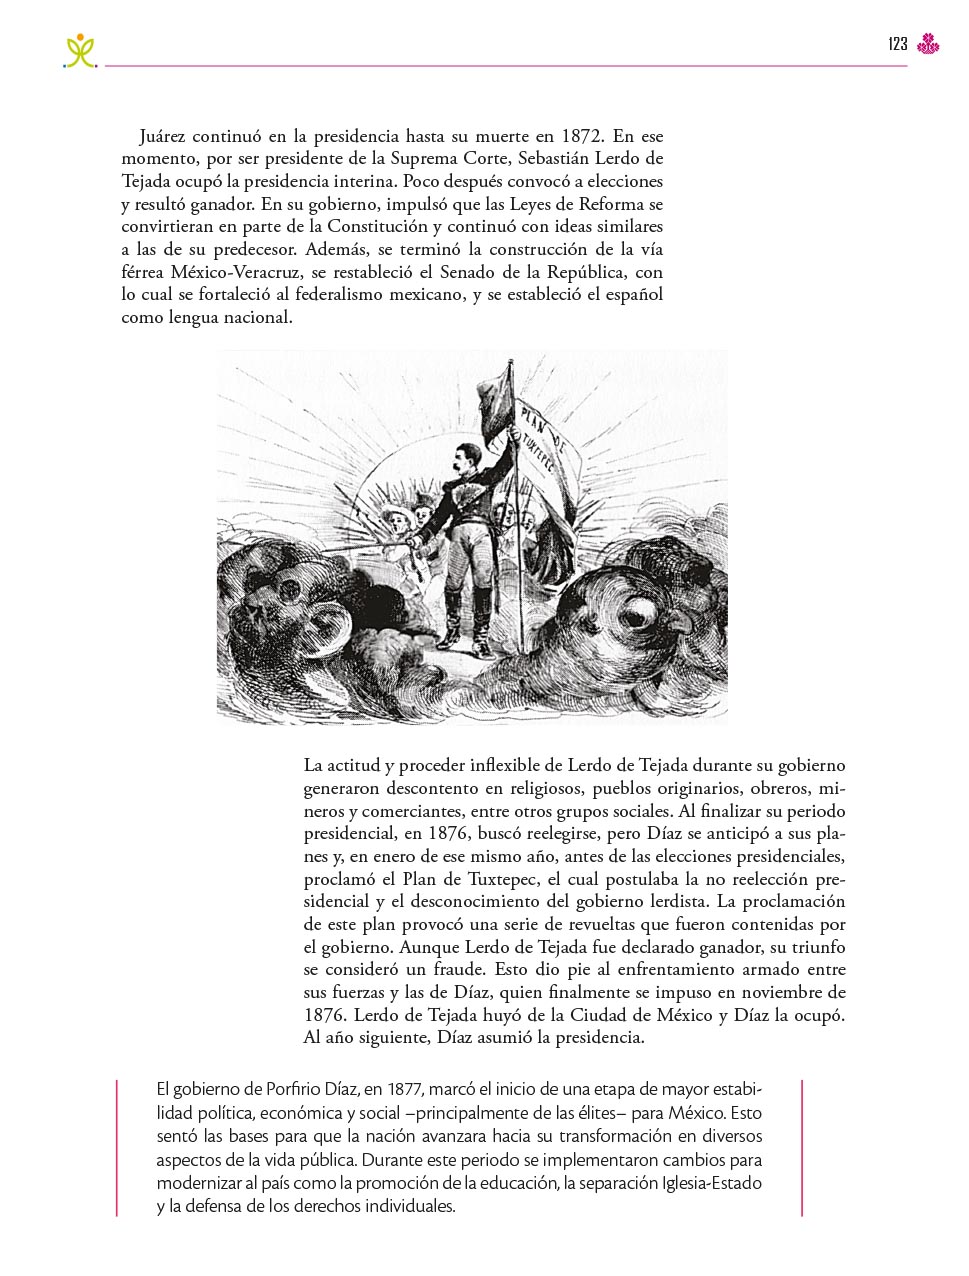 123
Juárez continuó en la presidencia hasta su muerte en 1872. En ese
momento, por ser presidente de la Suprema Corte, Sebastián Lerdo de
Tejada ocupó la presidencia interina. Poco después convocó a elecciones
y resultó ganador. En su gobierno, impulsó que las Leyes de Reforma se
convirtieran en parte de la Constitución y continuó con ideas similares
a las de su predecesor. Además, se terminó la construcción de la vía
férrea México-Veracruz, se restableció el Senado de la República, con
lo cual se fortaleció al federalismo mexicano, y se estableció el español
como lengua nacional.
PLAN DE
TUXTEPEC
La actitud y proceder inflexible de Lerdo de Tejada durante su gobierno
generaron descontento en religiosos, pueblos originarios, obreros, mi-
neros y comerciantes, entre otros grupos sociales. Al finalizar su periodo
presidencial, en 1876, buscó reelegirse, pero Díaz se anticipó a sus pla-
nes y, en enero de ese mismo año, antes de las elecciones presidenciales,
proclamó el Plan de Tuxtepec, el cual postulaba la no reelección pre-
sidencial y el desconocimiento del gobierno lerdista. La proclamación
de este plan provocó una serie de revueltas que fueron contenidas por
el gobierno. Aunque Lerdo de Tejada fue declarado ganador, su triunfo
se consideró un fraude. Esto dio pie al enfrentamiento armado entre
sus fuerzas y las de Díaz, quien finalmente se impuso en noviembre de
1876. Lerdo de Tejada huyó de la Ciudad de México y Díaz la ocupó.
Al año siguiente, Díaz asumió la presidencia.
El gobierno de Porfirio Díaz, en 1877, marcó el inicio de una etapa de mayor estabi-
lidad política, económica y social –principalmente de las élites– para México. Esto
sentó las bases para que la nación avanzara hacia su transformación en diversos
aspectos de la vida pública. Durante este periodo se implementaron cambios para
modernizar al país como la promoción de la educación, la separación Iglesia-Estado
y la defensa de los derechos individuales.